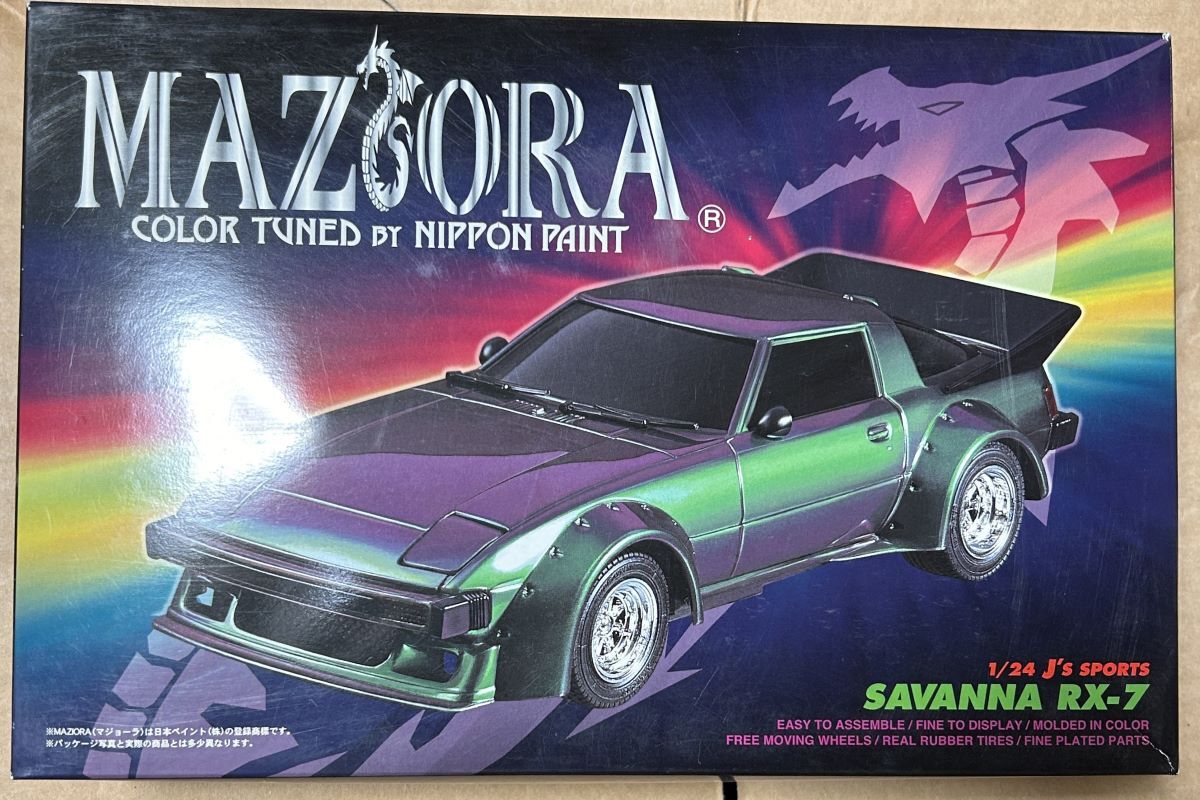 MAZIORA®
COLOR TUNED BY NIPPON PAINT
1/24 J's SPORTS
SAVANNA RX-7
EASY TO ASSEMBLE / FINE TO DISPLAY / MOLDED IN COLOR
FREE MOVING WHEELS / REAL RUBBER TIRES / FINE PLATED PARTS
※MAZIORA(マジョーラ)は日本ペイント(株)の登録商標です。
※パッケージ写真と実際の商品とは多少異なります。